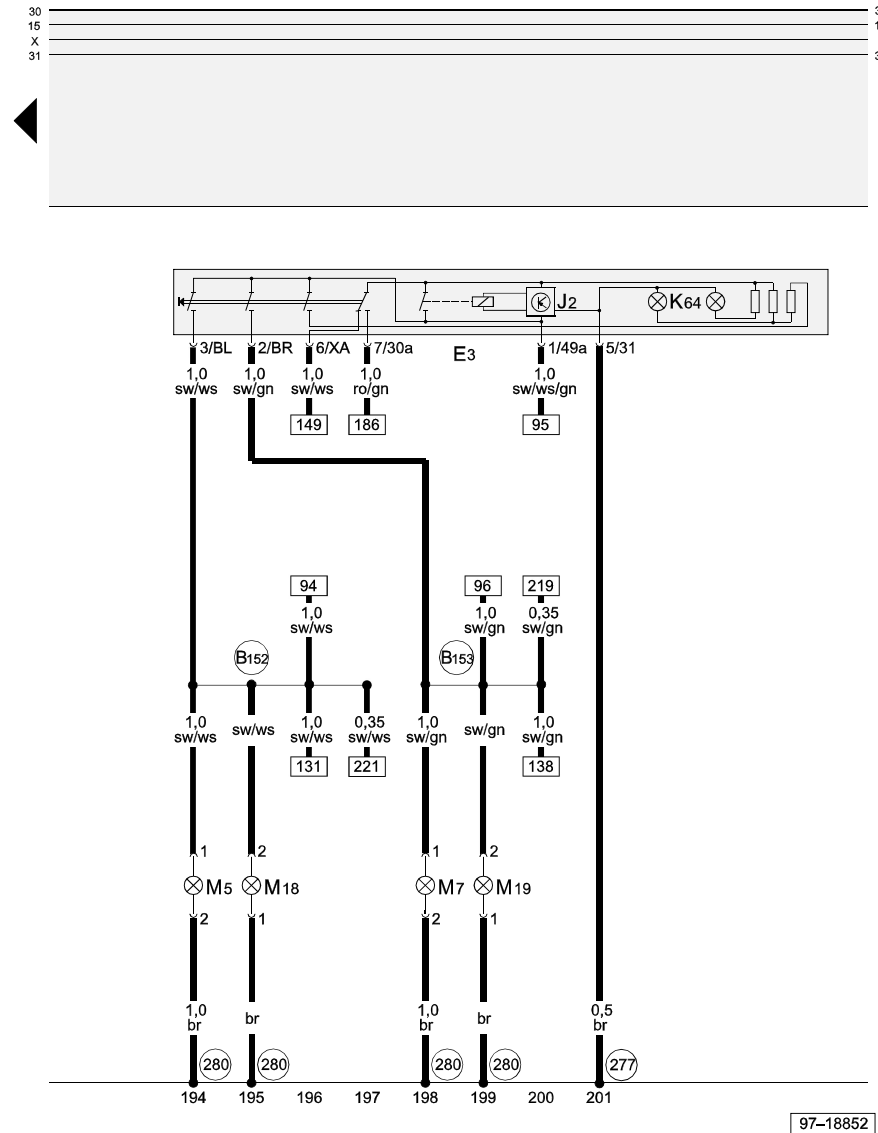 30 3
15 1
X
31 3
J2 K64
3/BL 2/BR 6/XA 7/30a E3 1/49a 5/31
1,0 1,0 1,0 1,0 1,0
sw/ws sw/gn sw/ws ro/gn sw/ws/gn
149 186 95
94 96 219
1,0 1,0 0,35
sw/ws sw/gn sw/gn
B152 B153
1,0 sw/ws 1,0 0,35 1,0 sw/gn 1,0
sw/ws sw/ws sw/ws sw/gn sw/gn
131 221 138
1 2 1 2
M5 M18 M7 M19
2 1 2 1
1,0 br 1,0 br 0,5
br br br
280 280 280 280 277
194 195 196 197 198 199 200 201
97–18852